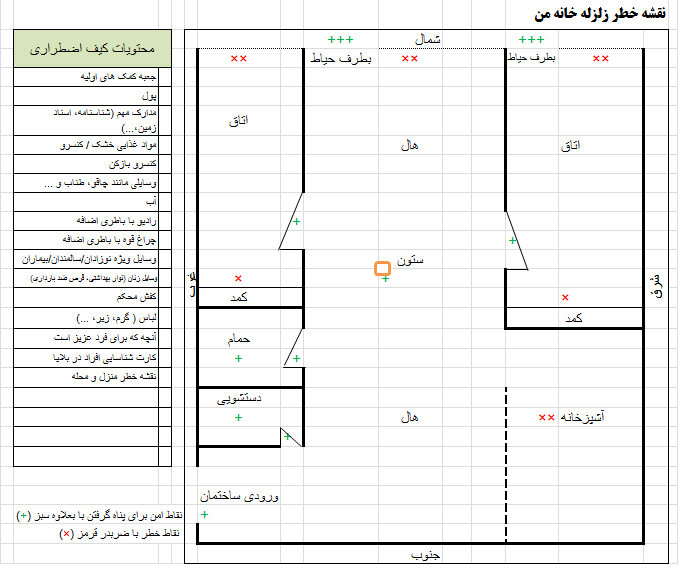 نقشه خطر زلزله خانه من
شمال
+++
+++
×× بطرف حیاط ×× بطرف حیاط ××
اتاق
هال
اتاق
+
+
ستون
+
شرق
غرب
×
×
کمد
کمد
حمام
+
+
دستشویی
+
+
هال
آشپزخانه ××
ورودی ساختمان
+
جنوب
محتویات کیف اضطراری
جعبه کمک های اولیه
پول
مدارک مهم (شناسنامه، اسناد
زمین،...)
مواد غذایی خشک / کنسرو
کنسرو بازکن
وسایلی مانند چاقو، طناب و ...
آب
رادیو با باطری اضافه
چراغ قوه با باطری اضافه
وسایل ویژه نوزادان/سالمندان/بیماران
وسایل زنان (نوار بهداشتی، قرص ضد بارداری)
کفش محکم
لباس ( گرم، زیر، ...)
آنچه که برای فرد عزیز است
کارت شناسایی افراد در بلایا
نقشه خطر منزل و محله
نقاط امن برای پناه گرفتن با بعلاوه سبز (+)
نقاط خطر با ضربدر قرمز (×)